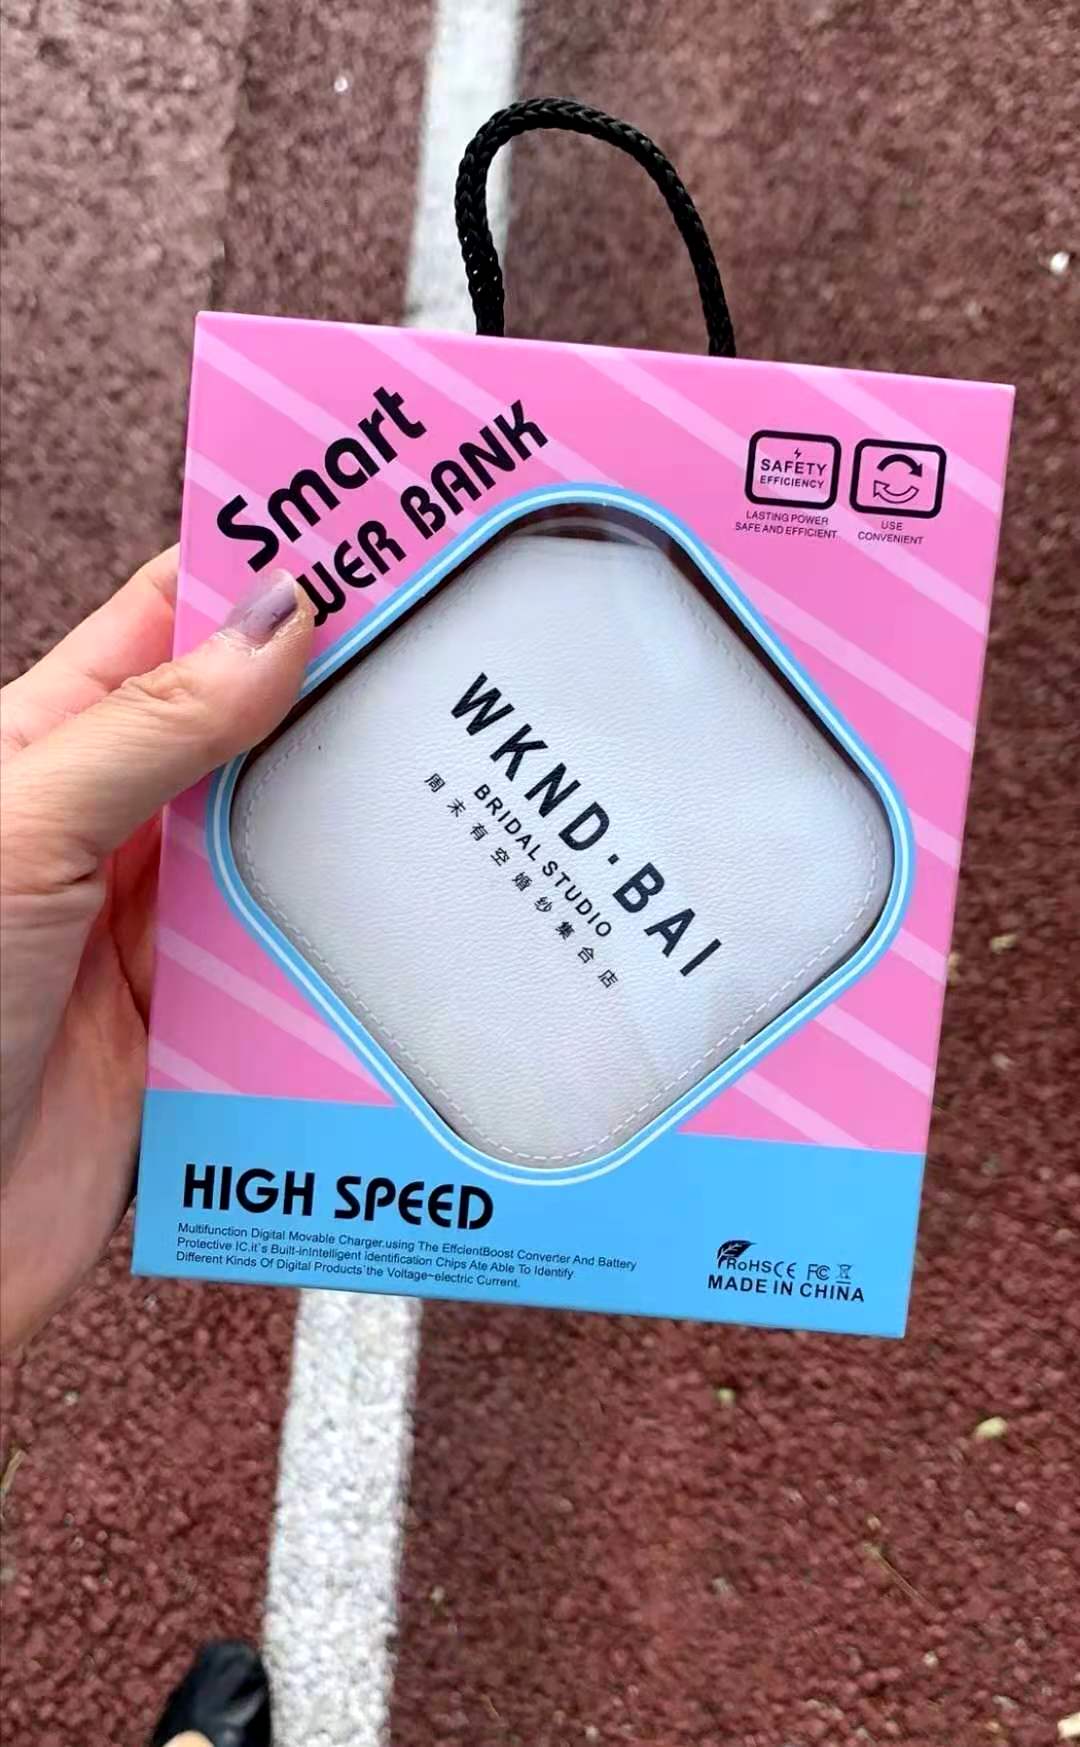 Smart
WER BANK
SAFETY
EFFICIENCY
LASTING POWER
SAFE AND EFFICIENT
USE
CONVENIENT
WKND·BAI
BRIDAL STUDIO
周末有空婚纱集合店
HIGH SPEED
Multifunction Digital Movable Charger.using The EffcientBoost Converter And Battery
Protective IC.it's Built-inIntelligent identification Chips Ate Able To Identify
Different Kinds Of Digital Products'the Voltage-electric Current.
RoHS CE FC
MADE IN CHINA